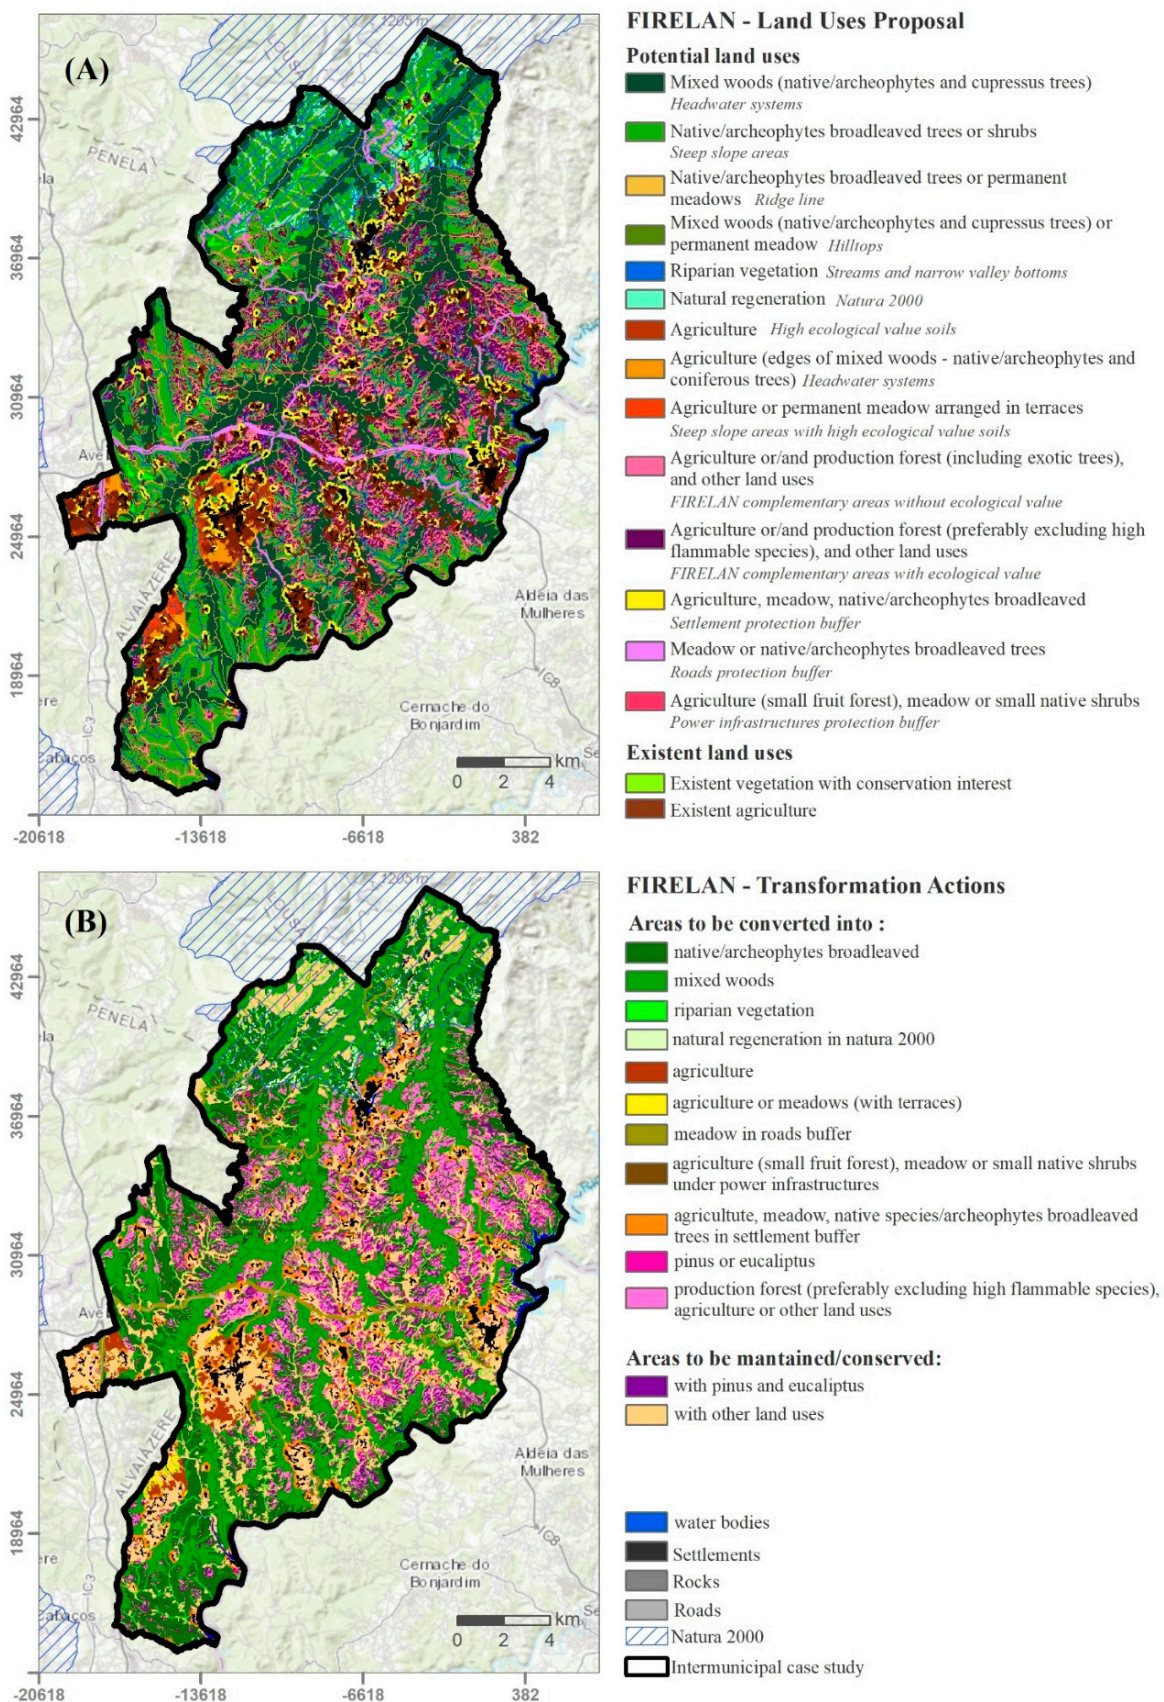 (A)
1205 m
LOUSÃ
PENELA
ALVAIÁZERE
Aldeia das
Mulheres
Cernache do
Bonjardim
IC8
IC3
km
0 2 4
42964
36964
30964
24964
18964
-20618 -13618 -6618 382
FIRELAN - Land Uses Proposal
Potential land uses
Mixed woods (native/archeophytes and cupressus trees)
Headwater systems
Native/archeophytes broadleaved trees or shrubs
Steep slope areas
Native/archeophytes broadleaved trees or permanent
meadows Ridge line
Mixed woods (native/archeophytes and cupressus trees) or
permanent meadow Hilltops
Riparian vegetation Streams and narrow valley bottoms
Natural regeneration Natura 2000
Agriculture High ecological value soils
Agriculture (edges of mixed woods - native/archeophytes and
coniferous trees) Headwater systems
Agriculture or permanent meadow arranged in terraces
Steep slope areas with high ecological value soils
Agriculture or/and production forest (including exotic trees),
and other land uses
FIRELAN complementary areas without ecological value
Agriculture or/and production forest (preferably excluding high
flammable species), and other land uses
FIRELAN complementary areas with ecological value
Agriculture, meadow, native/archeophytes broadleaved
Settlement protection buffer
Meadow or native/archeophytes broadleaved trees
Roads protection buffer
Agriculture (small fruit forest), meadow or small native shrubs
Power infrastructures protection buffer
Existent land uses
Existent vegetation with conservation interest
Existent agriculture
(B)
1205 m
LOUSÃ
PENELA
ALVAIÁZERE
Aldeia das
Mulheres
Cernache do
Bonjardim
IC8
IC3
km
0 2 4
42964
36964
30964
24964
18964
-20618 -13618 -6618 382
FIRELAN - Transformation Actions
Areas to be converted into :
native/archeophytes broadleaved
mixed woods
riparian vegetation
natural regeneration in natura 2000
agriculture
agriculture or meadows (with terraces)
meadow in roads buffer
agriculture (small fruit forest), meadow or small native shrubs
under power infrastructures
agricultute, meadow, native species/archeophytes broadleaved
trees in settlement buffer
pinus or eucaliptus
production forest (preferably excluding high flammable species),
agriculture or other land uses
Areas to be mantained/conserved:
with pinus and eucaliptus
with other land uses
water bodies
Settlements
Rocks
Roads
Natura 2000
Intermunicipal case study